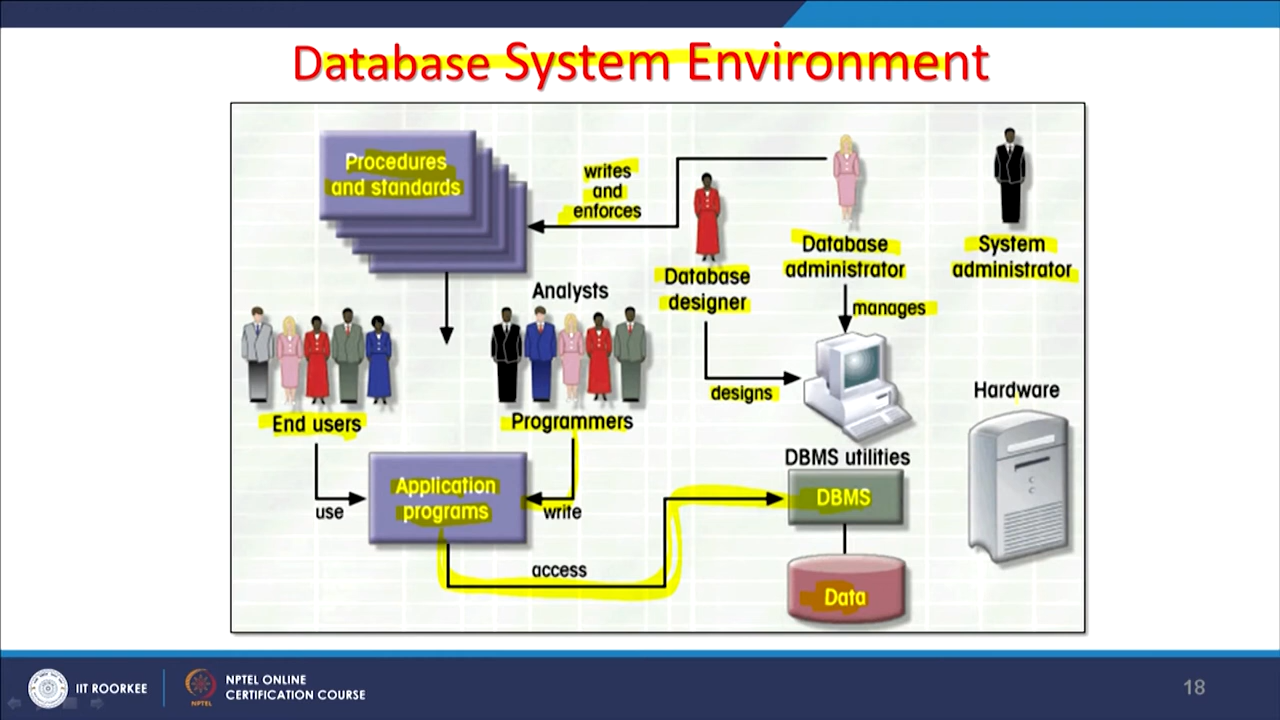 Database System Environment
Procedures
and standards
writes
and
enforces
Database
designer
Database
administrator
System
administrator
manages
Analysts
designs
Hardware
End users
Programmers
DBMS utilities
Application
programs
use
write
DBMS
access
Data
IIT ROORKEE
NPTEL
NPTEL ONLINE
CERTIFICATION COURSE
18